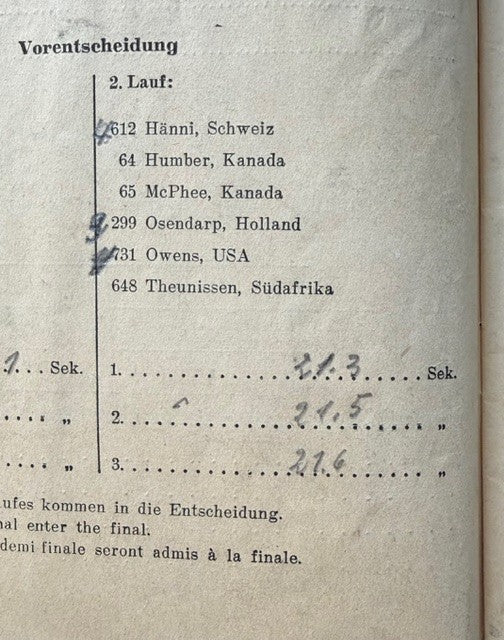 Vorentscheidung
2. Lauf:
612 Hänni, Schweiz
64 Humber, Kanada
65 McPhee, Kanada
299 Osendarp, Holland
731 Owens, USA
648 Theunissen, Südafrika
1... Sek.
1. 21.3 Sek.
.... „
2. 21.5 „
.... „
3. 21.6 „
ufes kommen in die Entscheidung.
nal enter the final.
demi finale seront admis à la finale.